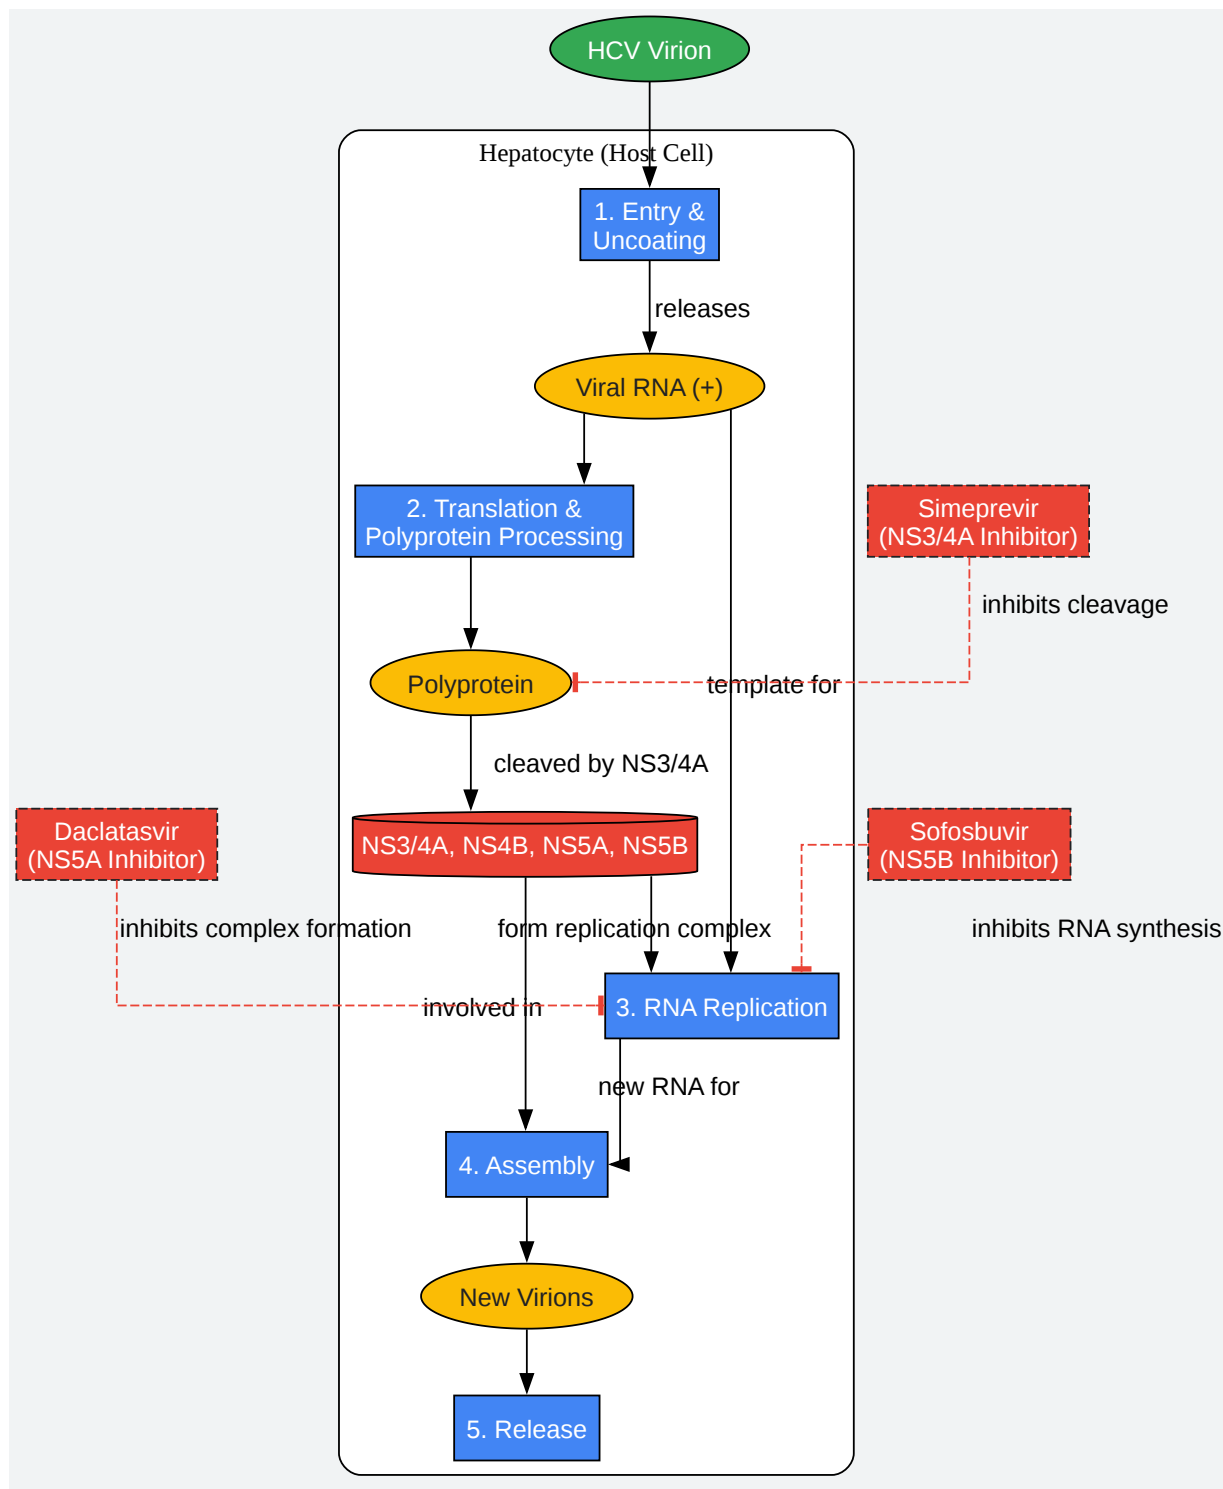 HCV Virion
Hepatocyte (Host Cell)
1. Entry &
Uncoating
releases
Viral RNA (+)
2. Translation &
Polyprotein Processing
Simeprevir
(NS3/4A Inhibitor)
inhibits cleavage
Polyprotein
template for
cleaved by NS3/4A
Daclatasvir
(NS5A Inhibitor)
NS3/4A, NS4B, NS5A, NS5B
Sofosbuvir
(NS5B Inhibitor)
inhibits complex formation
form replication complex
inhibits RNA synthesis
involved in
3. RNA Replication
new RNA for
4. Assembly
New Virions
5. Release